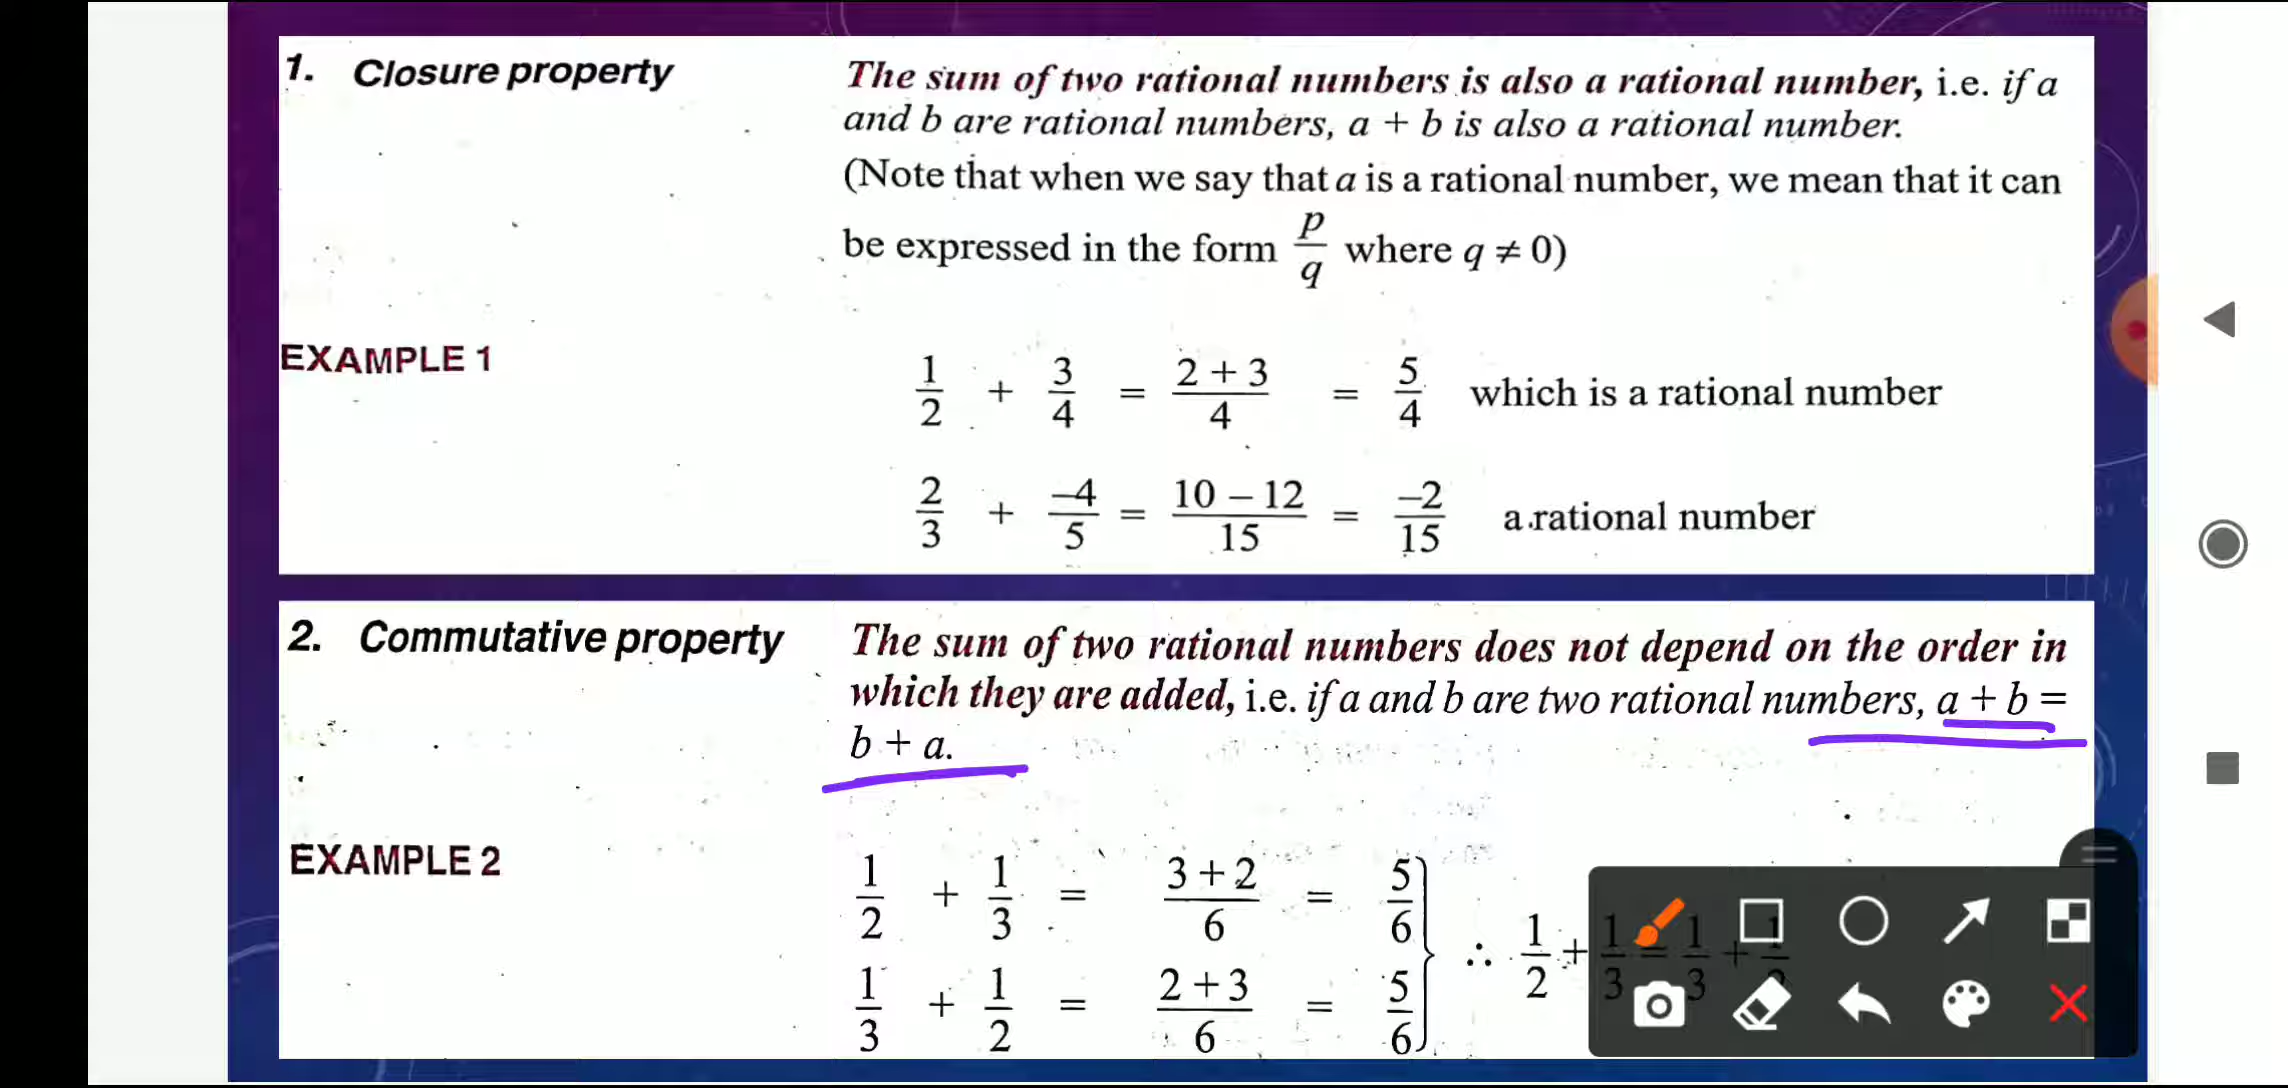 1. Closure property
The sum of two rational numbers is also a rational number, i.e. if a
and b are rational numbers, a + b is also a rational number.
(Note that when we say that a is a rational number, we mean that it can
be expressed in the form p/q where q ≠ 0)
EXAMPLE 1
1/2 + 3/4 = (2 + 3)/4 = 5/4 which is a rational number
2/3 + –4/5 = (10 – 12)/15 = –2/15 a rational number
2. Commutative property
The sum of two rational numbers does not depend on the order in
which they are added, i.e. if a and b are two rational numbers, a + b =
b + a.
EXAMPLE 2
1/2 + 1/3 = (3 + 2)/6 = 5/6
∴ 1/2 + 1/3 = 1/3 +
1/3 + 1/2 = (2 + 3)/6 = 5/6